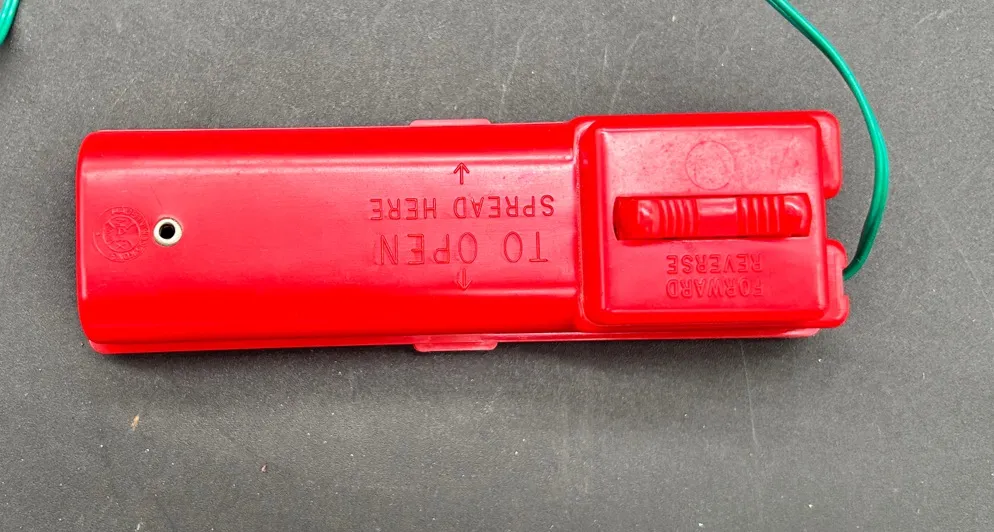 FORWARD
REVERSE
TO OPEN
SPREAD HERE